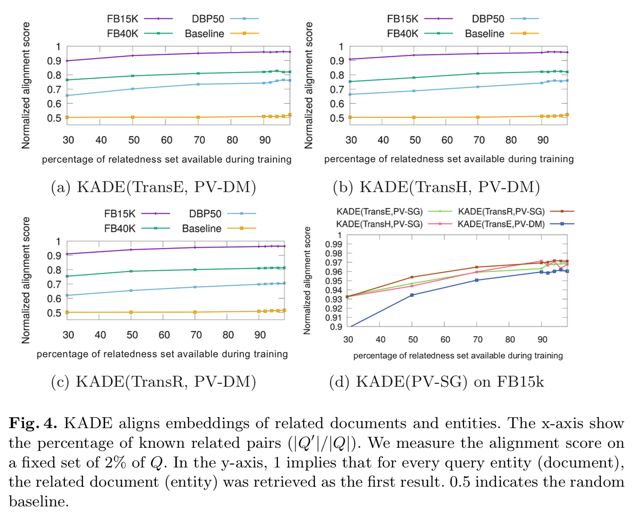 FB15K DBP50
FB40K Baseline
Normalized alignment score
1
0.9
0.8
0.7
0.6
0.5
30 40 50 60 70 80 90
percentage of relatedness set available during training
(a) KADE(TransE, PV-DM)
FB15K DBP50
FB40K Baseline
Normalized alignment score
1
0.9
0.8
0.7
0.6
0.5
30 40 50 60 70 80 90
percentage of relatedness set available during training
(b) KADE(TransH, PV-DM)
FB15K DBP50
FB40K Baseline
Normalized alignment score
1
0.9
0.8
0.7
0.6
0.5
30 40 50 60 70 80 90
percentage of relatedness set available during training
(c) KADE(TransR, PV-DM)
KADE(TransE,PV-SG) KADE(TransR,PV-SG)
KADE(TransH,PV-SG) KADE(TransE,PV-DM)
Normalized alignment score
0.99
0.98
0.97
0.96
0.95
0.94
0.93
0.92
0.91
0.9
30 40 50 60 70 80 90
percentage of relatedness set available during training
(d) KADE(PV-SG) on FB15k
Fig. 4. KADE aligns embeddings of related documents and entities. The x-axis show
the percentage of known related pairs (|Q′|/|Q|). We measure the alignment score on
a fixed set of 2% of Q. In the y-axis, 1 implies that for every query entity (document),
the related document (entity) was retrieved as the first result. 0.5 indicates the random
baseline.